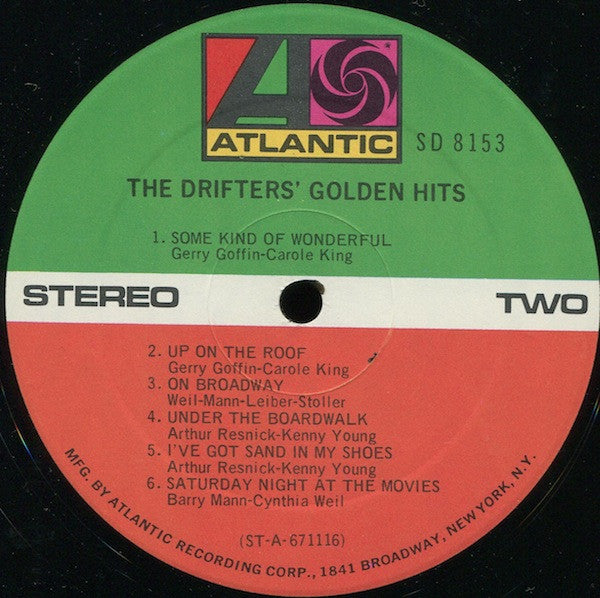 ATLANTIC
SD 8153
THE DRIFTERS' GOLDEN HITS
1. SOME KIND OF WONDERFUL
Gerry Goffin-Carole King
STEREO
TWO
2. UP ON THE ROOF
Gerry Goffin-Carole King
3. ON BROADWAY
Weil-Mann-Leiber-Stoller
4. UNDER THE BOARDWALK
Arthur Resnick-Kenny Young
5. I'VE GOT SAND IN MY SHOES
Arthur Resnick-Kenny Young
6. SATURDAY NIGHT AT THE MOVIES
Barry Mann-Cynthia Weil
(ST-A-671116)
MFG. BY ATLANTIC RECORDING CORP., 1841 BROADWAY, NEW YORK, N.Y.